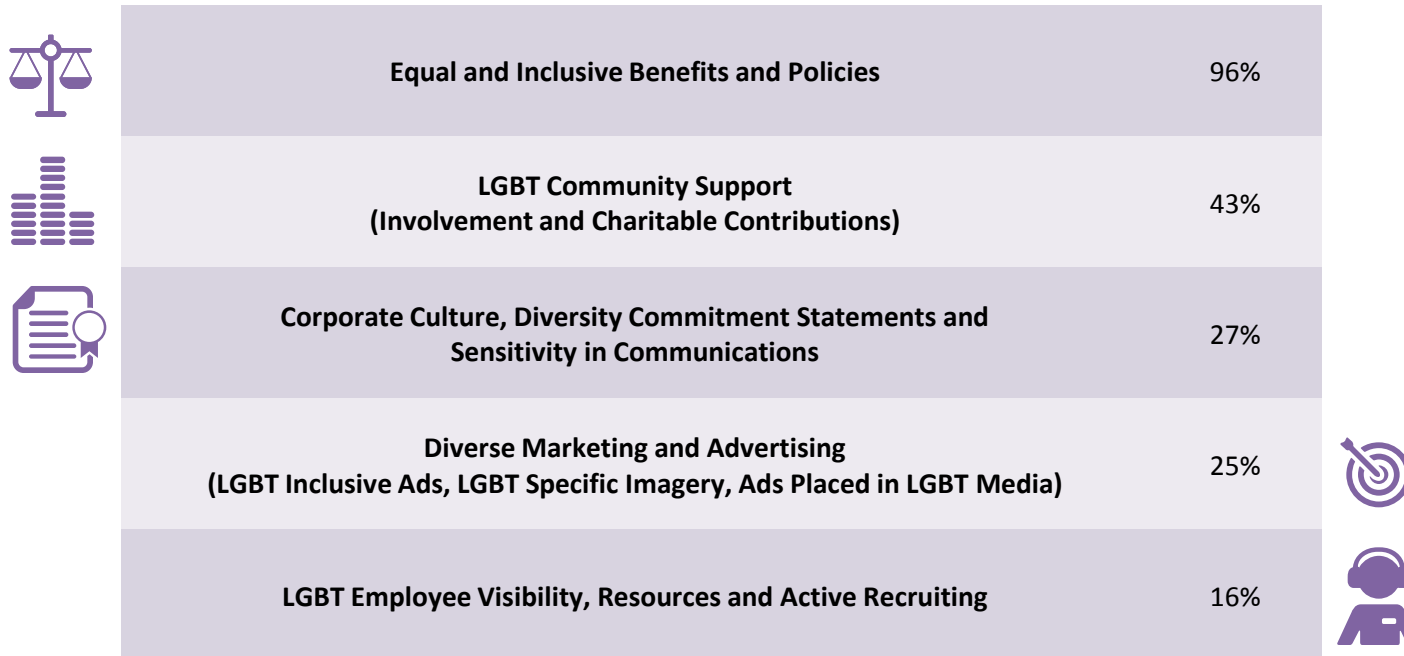 Equal and Inclusive Benefits and Policies 96%
LGBT Community Support
(Involvement and Charitable Contributions) 43%
Corporate Culture, Diversity Commitment Statements and
Sensitivity in Communications 27%
Diverse Marketing and Advertising
(LGBT Inclusive Ads, LGBT Specific Imagery, Ads Placed in LGBT Media) 25%
LGBT Employee Visibility, Resources and Active Recruiting 16%